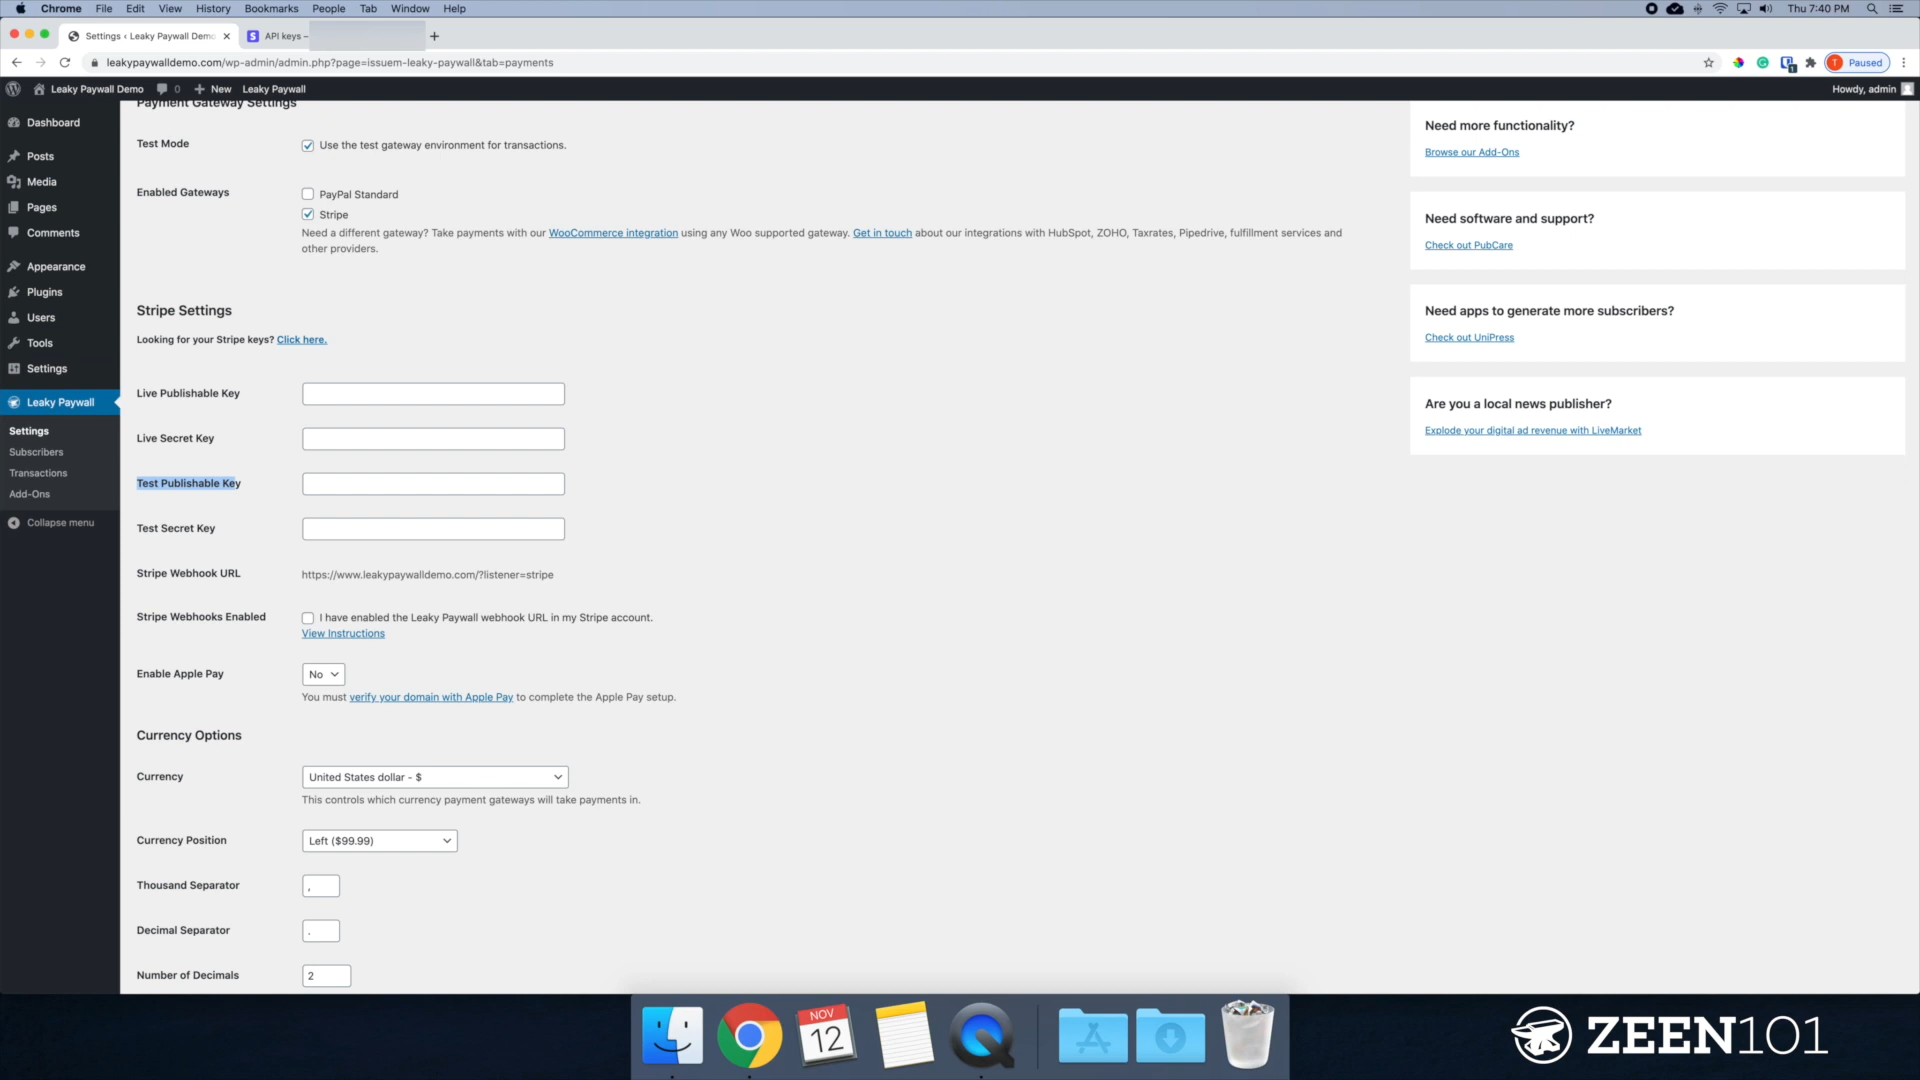 Chrome File Edit View History Bookmarks People Tab Window Help Thu 7:40 PM
Settings ‹ Leaky Paywall Demo API keys –
leakypaywalldemo.com/wp-admin/admin.php?page=issuem-leaky-paywall&tab=payments T Paused
Leaky Paywall Demo 0 New Leaky Paywall Howdy, admin
Dashboard
Posts
Media
Pages
Comments
Appearance
Plugins
Users
Tools
Settings
Leaky Paywall
Settings
Subscribers
Transactions
Add-Ons
Collapse menu
Payment Gateway Settings
Test Mode Use the test gateway environment for transactions.
Enabled Gateways PayPal Standard
Stripe
Need a different gateway? Take payments with our WooCommerce integration using any Woo supported gateway. Get in touch about our integrations with HubSpot, ZOHO, Taxrates, Pipedrive, fulfillment services and
other providers.
Stripe Settings
Looking for your Stripe keys? Click here.
Live Publishable Key
Live Secret Key
Test Publishable Key
Test Secret Key
Stripe Webhook URL https://www.leakypaywalldemo.com/?listener=stripe
Stripe Webhooks Enabled I have enabled the Leaky Paywall webhook URL in my Stripe account.
View Instructions
Enable Apple Pay No
You must verify your domain with Apple Pay to complete the Apple Pay setup.
Currency Options
Currency United States dollar - $
This controls which currency payment gateways will take payments in.
Currency Position Left ($99.99)
Thousand Separator ,
Decimal Separator .
Number of Decimals 2
Need more functionality?
Browse our Add-Ons
Need software and support?
Check out PubCare
Need apps to generate more subscribers?
Check out UniPress
Are you a local news publisher?
Explode your digital ad revenue with LiveMarket
NOV
12
ZEEN101